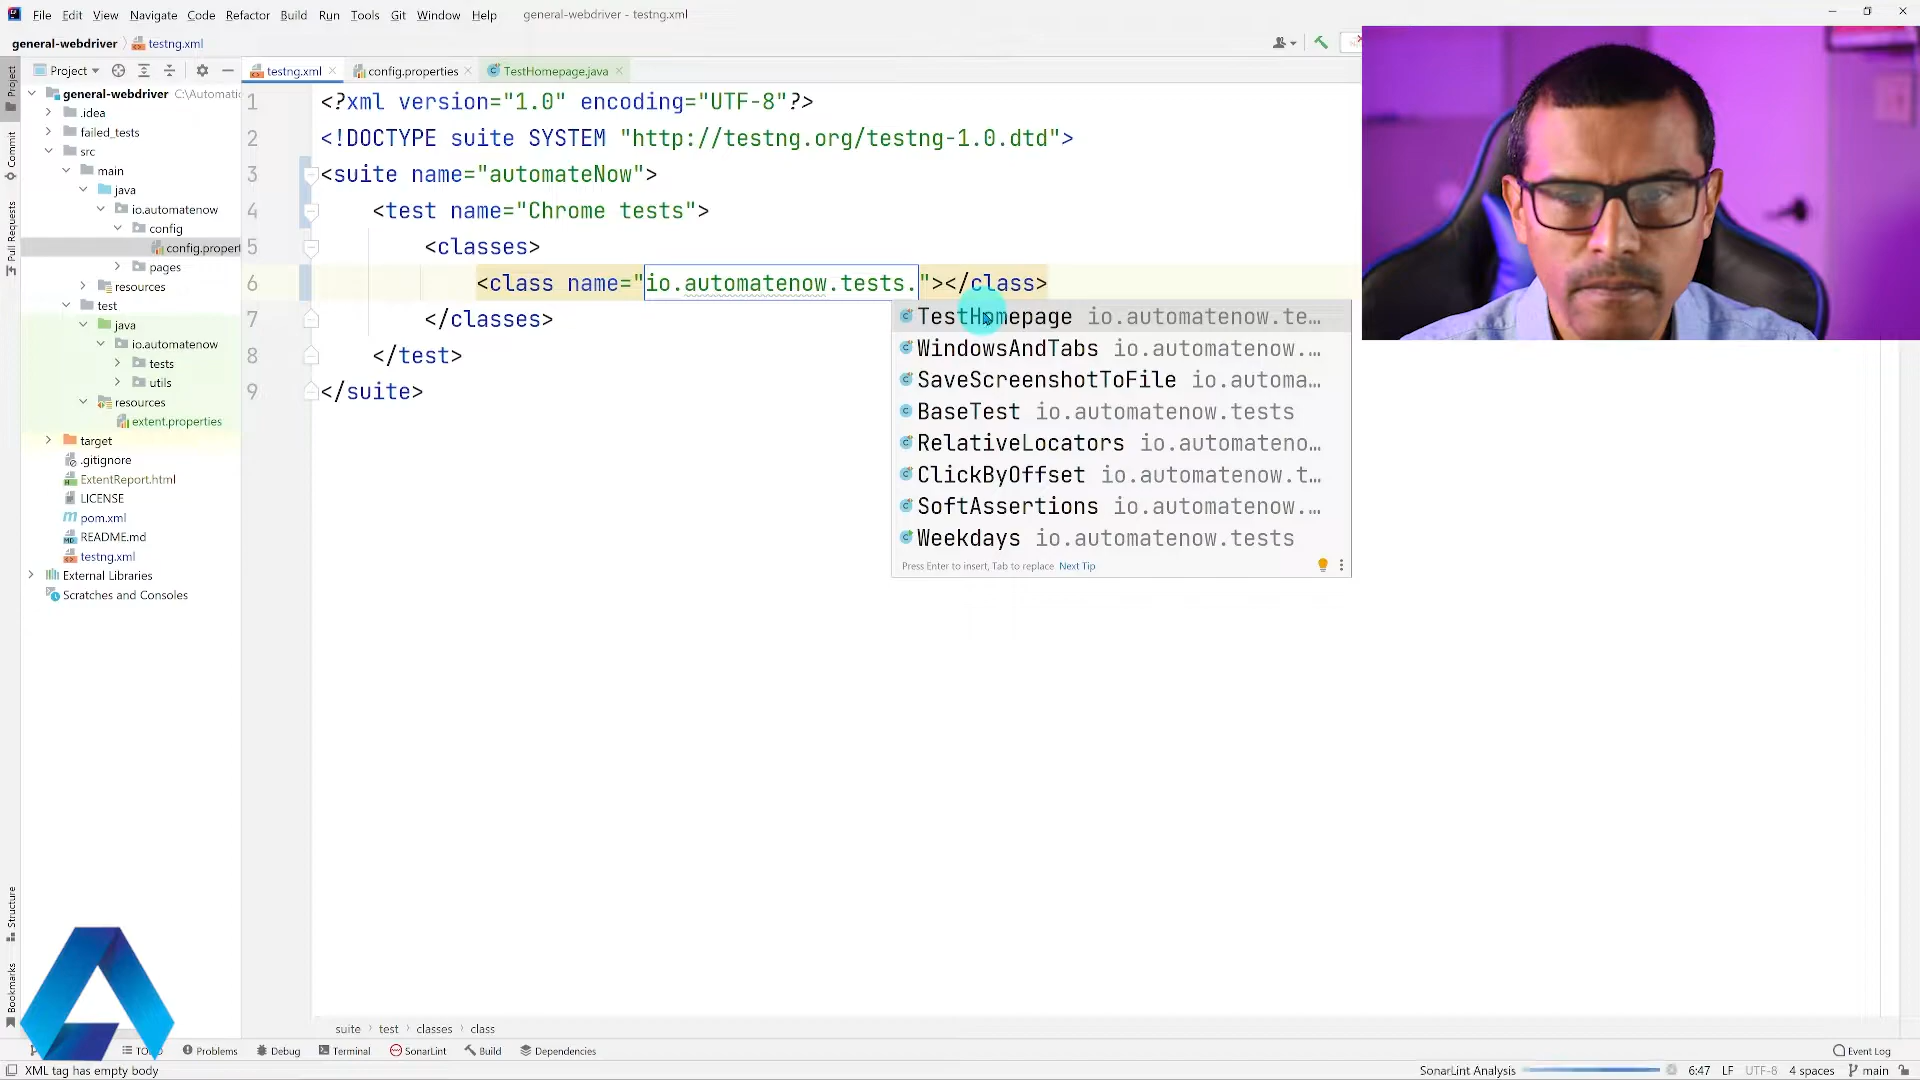 File Edit View Navigate Code Refactor Build Run Tools Git Window Help general-webdriver - testng.xml
general-webdriver testng.xml
Project
testng.xml config.properties TestHomepage.java
general-webdriver C:\Automatic
.idea
failed_tests
src
main
java
io.automatenow
config
config.propert
pages
resources
test
java
io.automatenow
tests
utils
resources
extent.properties
target
.gitignore
ExtentReport.html
LICENSE
pom.xml
README.md
testng.xml
External Libraries
Scratches and Consoles
Project
Commit
Pull Requests
Structure
Bookmarks
1 <?xml version="1.0" encoding="UTF-8"?>
2 <!DOCTYPE suite SYSTEM "http://testng.org/testng-1.0.dtd">
3 <suite name="automateNow">
4 <test name="Chrome tests">
5 <classes>
6 <class name="io.automatenow.tests."></class>
7 </classes>
8 </test>
9 </suite>
TestHomepage io.automatenow.te…
WindowsAndTabs io.automatenow.…
SaveScreenshotToFile io.automa…
BaseTest io.automatenow.tests
RelativeLocators io.automateno…
ClickByOffset io.automatenow.t…
SoftAssertions io.automatenow.…
Weekdays io.automatenow.tests
Press Enter to insert, Tab to replace Next Tip
suite test classes class
Problems Debug Terminal SonarLint Build Dependencies Event Log
XML tag has empty body SonarLint Analysis 6:47 LF UTF-8 4 spaces main